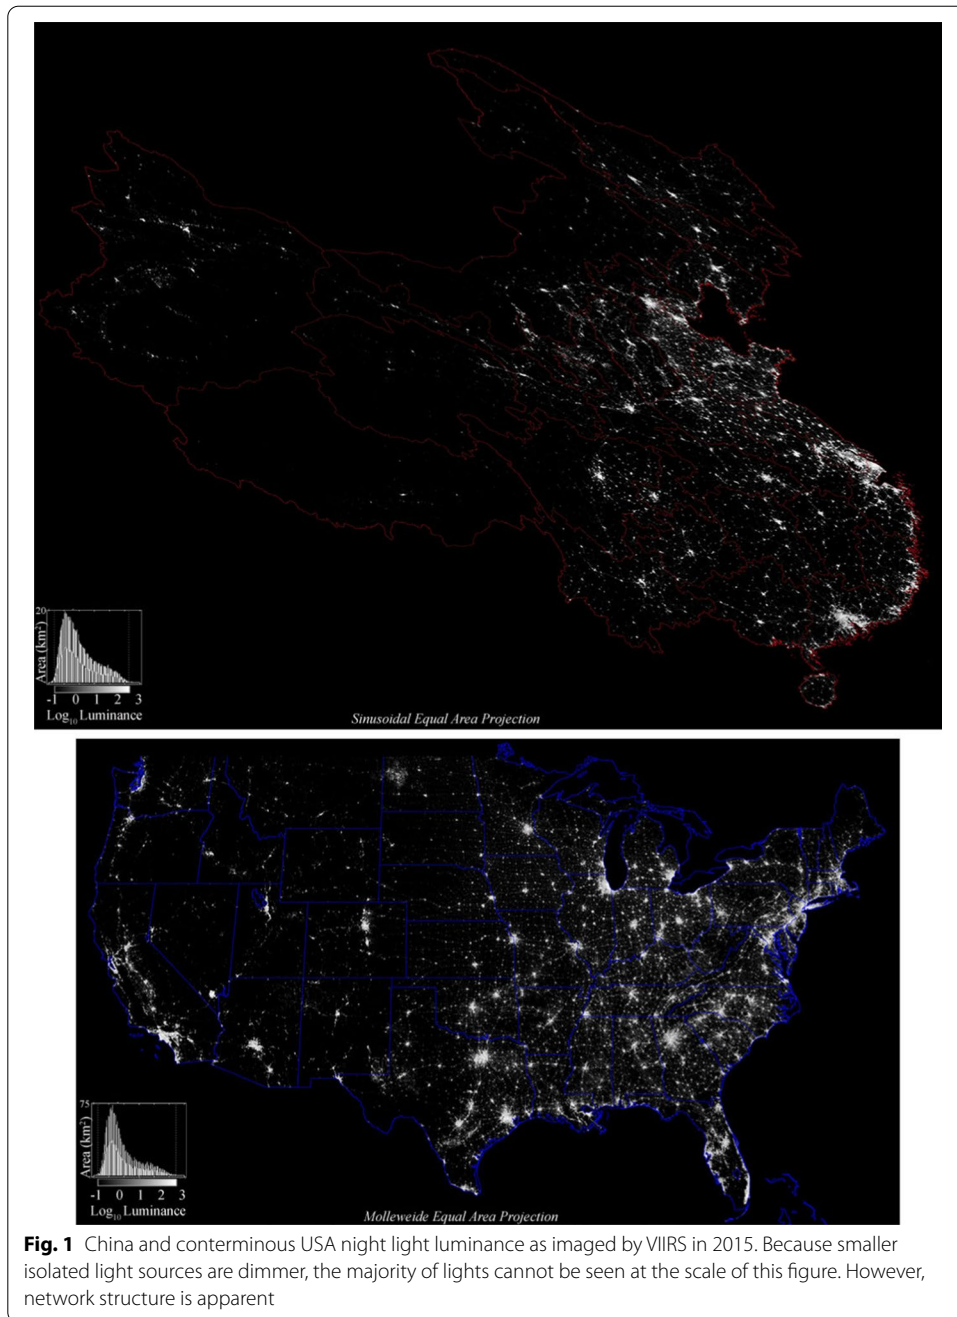 20
Area (km²)
-1 0 1 2 3
Log₁₀ Luminance
Sinusoidal Equal Area Projection
75
Area (km²)
-1 0 1 2 3
Log₁₀ Luminance
Molleweide Equal Area Projection
Fig. 1 China and conterminous USA night light luminance as imaged by VIIRS in 2015. Because smaller
isolated light sources are dimmer, the majority of lights cannot be seen at the scale of this figure. However,
network structure is apparent